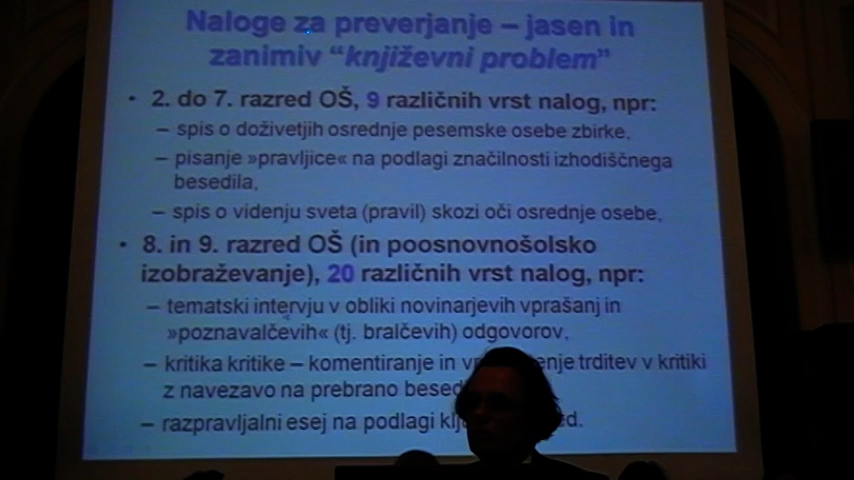 Naloge za preverjanje – jasen in
zanimiv “književni problem”
• 2. do 7. razred OŠ, 9 različnih vrst nalog, npr:
– spis o doživetjih osrednje pesemske osebe zbirke,
– pisanje »pravljice« na podlagi značilnosti izhodiščnega
besedila,
– spis o videnju sveta (pravil) skozi oči osrednje osebe,
• 8. in 9. razred OŠ (in poosnovnošolsko
izobraževanje), 20 različnih vrst nalog, npr:
– tematski intervju v obliki novinarjevih vprašanj in
»poznavalčevih« (tj. bralčevih) odgovorov,
– kritika kritike – komentiranje in trditev v kritiki
z navezavo na prebrano
– razpravljalni esej na podlagi